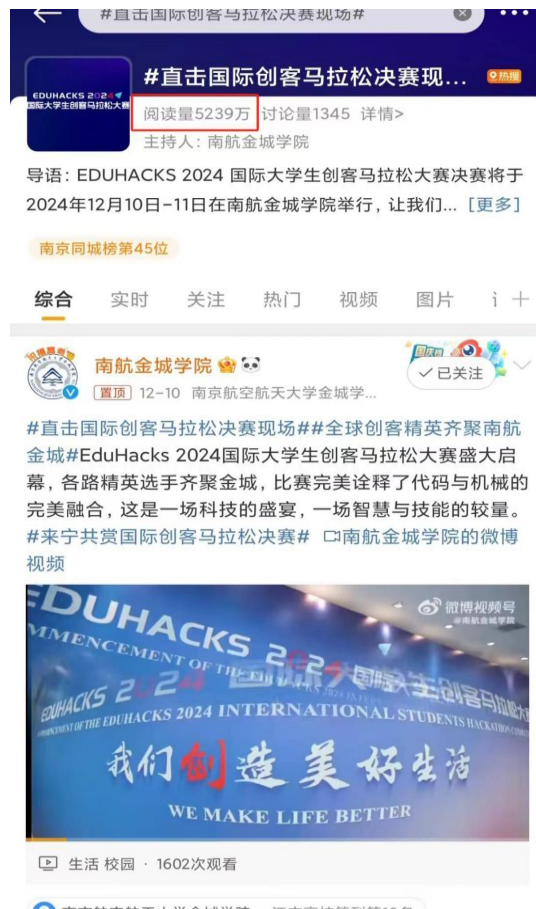 #直击国际创客马拉松决赛现场#
#直击国际创客马拉松决赛现...
热搜
EDUHACKS 2024
国际大学生创客马拉松大赛
阅读量5239万 讨论量1345 详情>
主持人：南航金城学院
导语：EDUHACKS 2024 国际大学生创客马拉松大赛决赛将于
2024年12月10日-11日在南航金城学院举行，让我们... [更多]
南京同城榜第45位
综合 实时 关注 热门 视频 图片
南航金城学院
已关注
置顶 12-10 南京航空航天大学金城学...
#直击国际创客马拉松决赛现场##全球创客精英齐聚南航
金城#EduHacks 2024国际大学生创客马拉松大赛盛大启
幕，各路精英选手齐聚金城，比赛完美诠释了代码与机械的
完美融合，这是一场科技的盛宴，一场智慧与技能的较量。
#来宁共赏国际创客马拉松决赛# 南航金城学院的微博
视频
微博视频号
@南航金城学院
EDUHACKS 2024 国际大学生创客马拉松大赛
EDUHACKS 2024 INTERNATIONAL STUDENTS HACKATHON
我们创造美好生活
WE MAKE LIFE BETTER
生活 校园 · 1602次观看